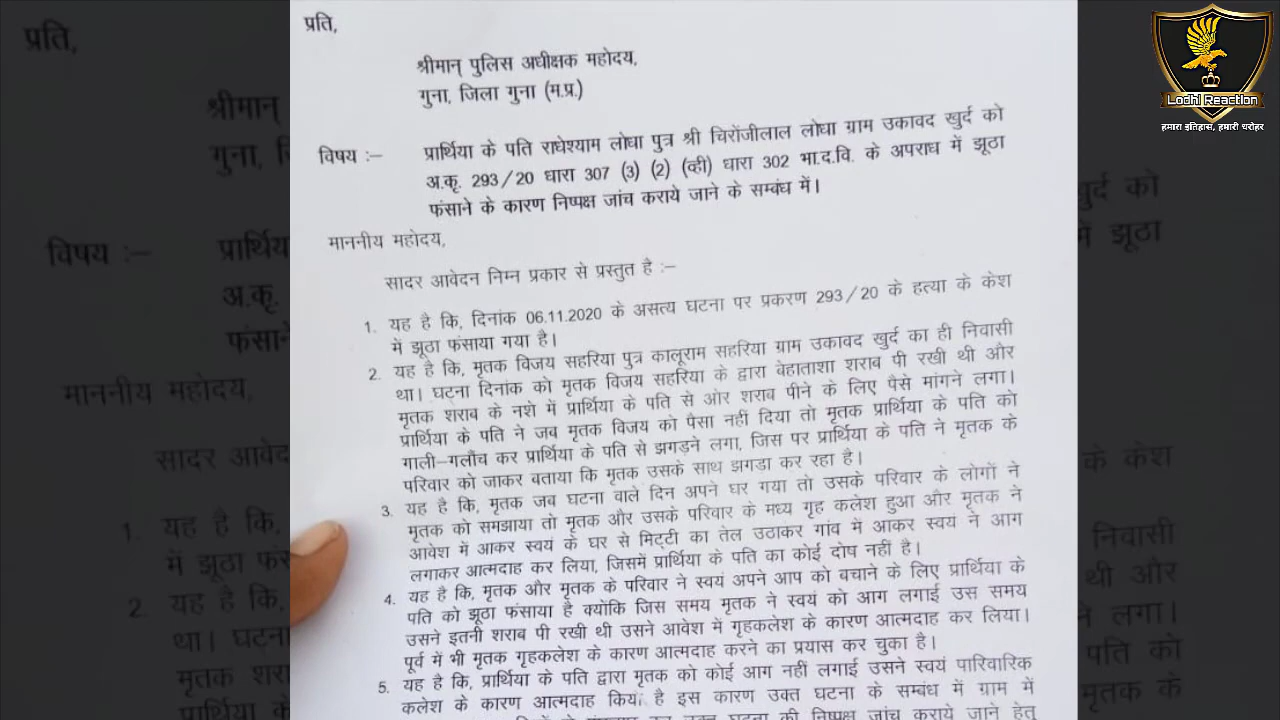 प्रति,
श्रीमान् पुलिस अधीक्षक महोदय,
गुना, जिला गुना (म.प्र.)
विषय :– प्रार्थिया के पति राधेश्याम लोधा पुत्र श्री चिरोंजीलाल लोधा ग्राम उकावद खुर्द को
अ.कृ. 293/20 धारा 307 (3) (2) (व्ही) धारा 302 भा.द.वि. के अपराध में झूठा
फंसाने के कारण निष्पक्ष जांच कराये जाने के सम्बंध में।
माननीय महोदय,
सादर आवेदन निम्न प्रकार से प्रस्तुत है :–
1. यह है कि, दिनांक 06.11.2020 के असत्य घटना पर प्रकरण 293/20 के हत्या के केश
में झूठा फंसाया गया है।
2. यह है कि, मृतक विजय सहरिया पुत्र कालूराम सहरिया ग्राम उकावद खुर्द का ही निवासी
था। घटना दिनांक को मृतक विजय सहरिया के द्वारा बेहाताशा शराब पी रखी थी और
मृतक शराब के नशे में प्रार्थिया के पति से ओर शराब पीने के लिए पैसे मांगने लगा।
प्रार्थिया के पति ने जब मृतक विजय को पैसा नहीं दिया तो मृतक प्रार्थिया के पति को
गाली–गलौंच कर प्रार्थिया के पति से झगड़ने लगा, जिस पर प्रार्थिया के पति ने मृतक के
परिवार को जाकर बताया कि मृतक उसके साथ झगडा कर रहा है।
3. यह है कि, मृतक जब घटना वाले दिन अपने घर गया तो उसके परिवार के लोगों ने
मृतक को समझाया तो मृतक और उसके परिवार के मध्य गृह कलेश हुआ और मृतक ने
आवेश में आकर स्वयं के घर से मिट्टी का तेल उठाकर गांव में आकर स्वयं ने आग
लगाकर आत्मदाह कर लिया, जिसमें प्रार्थिया के पति का कोई दोष नहीं है।
4. यह है कि, मृतक और मृतक के परिवार ने स्वयं अपने आप को बचाने के लिए प्रार्थिया के
पति को झूठा फंसाया है क्योंकि जिस समय मृतक ने स्वयं को आग लगाई उस समय
उसने इतनी शराब पी रखी थी उसने आवेश में गृहकलेश के कारण आत्मदाह कर लिया।
पूर्व में भी मृतक गृहकलेश के कारण आत्मदाह करने का प्रयास कर चुका है।
5. यह है कि, प्रार्थिया के पति द्वारा मृतक को कोई आग नहीं लगाई उसने स्वयं पारिवारिक
कलेश के कारण आत्मदाह किया है इस कारण उक्त घटना के सम्बंध में ग्राम में
उक्त घटना की निष्पक्ष जांच कराये जाने हेतु
Lodhi Reaction
हमारा इतिहास, हमारी धरोहर